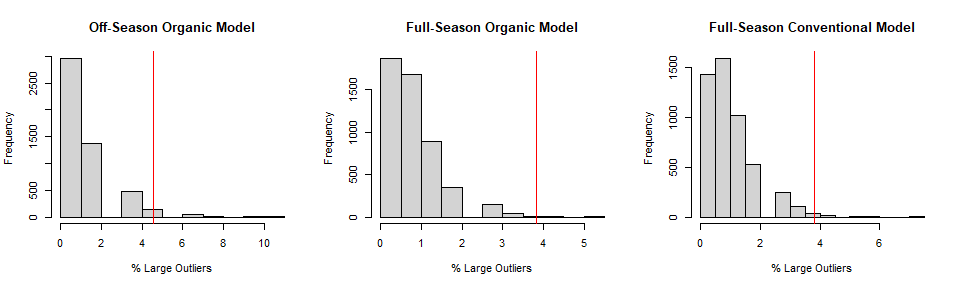 Off-Season Organic Model
Frequency
2500
1500
500
0
0 2 4 6 8 10
% Large Outliers
Full-Season Organic Model
Frequency
1500
1000
500
0
0 1 2 3 4 5
% Large Outliers
Full-Season Conventional Model
Frequency
1500
1000
500
0
0 2 4 6
% Large Outliers